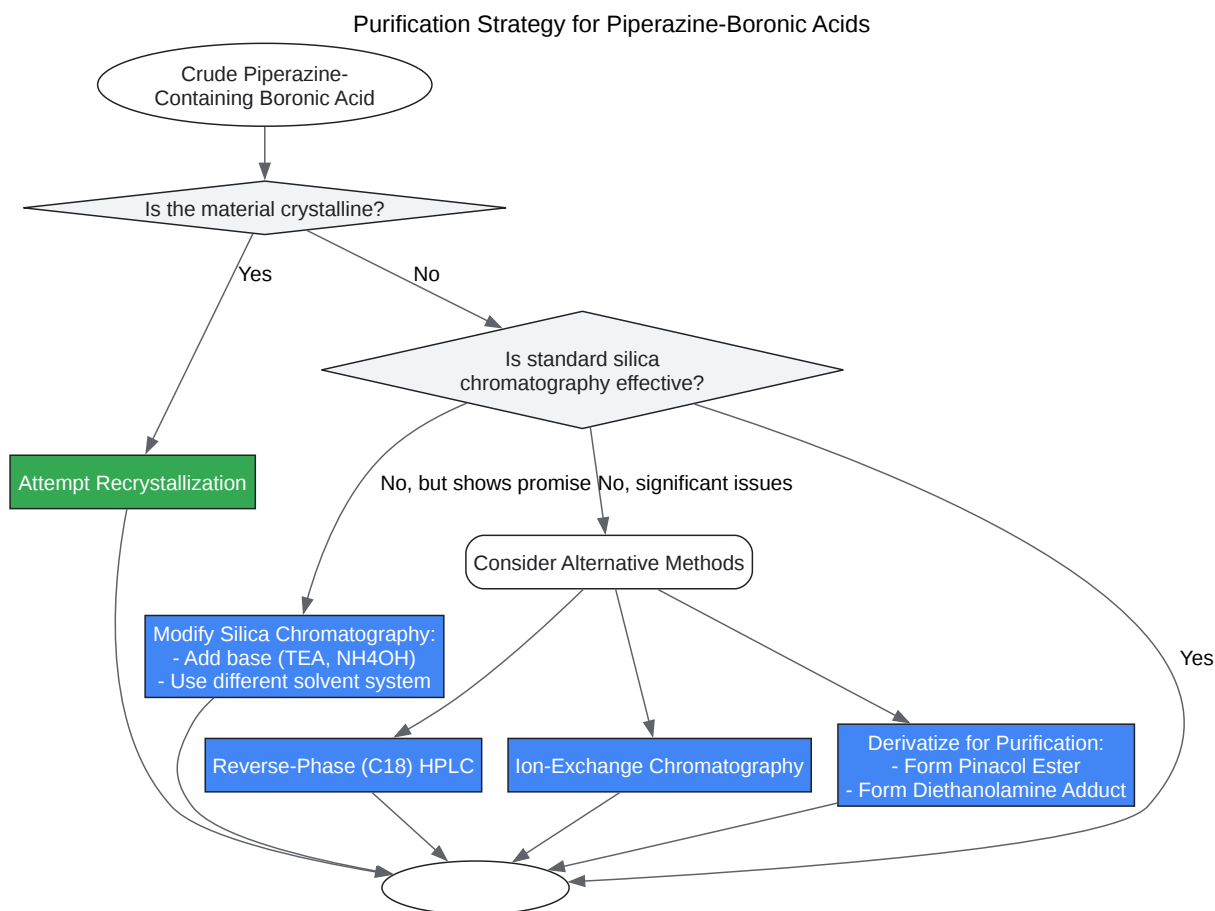 Purification Strategy for Piperazine-Boronic Acids
Crude Piperazine-
Containing Boronic Acid
Is the material crystalline?
Yes
No
Is standard silica
chromatography effective?
Attempt Recrystallization
No, but shows promise
No, significant issues
Consider Alternative Methods
Modify Silica Chromatography:
- Add base (TEA, NH4OH)
- Use different solvent system
Yes
Reverse-Phase (C18) HPLC
Ion-Exchange Chromatography
Derivatize for Purification:
- Form Pinacol Ester
- Form Diethanolamine Adduct